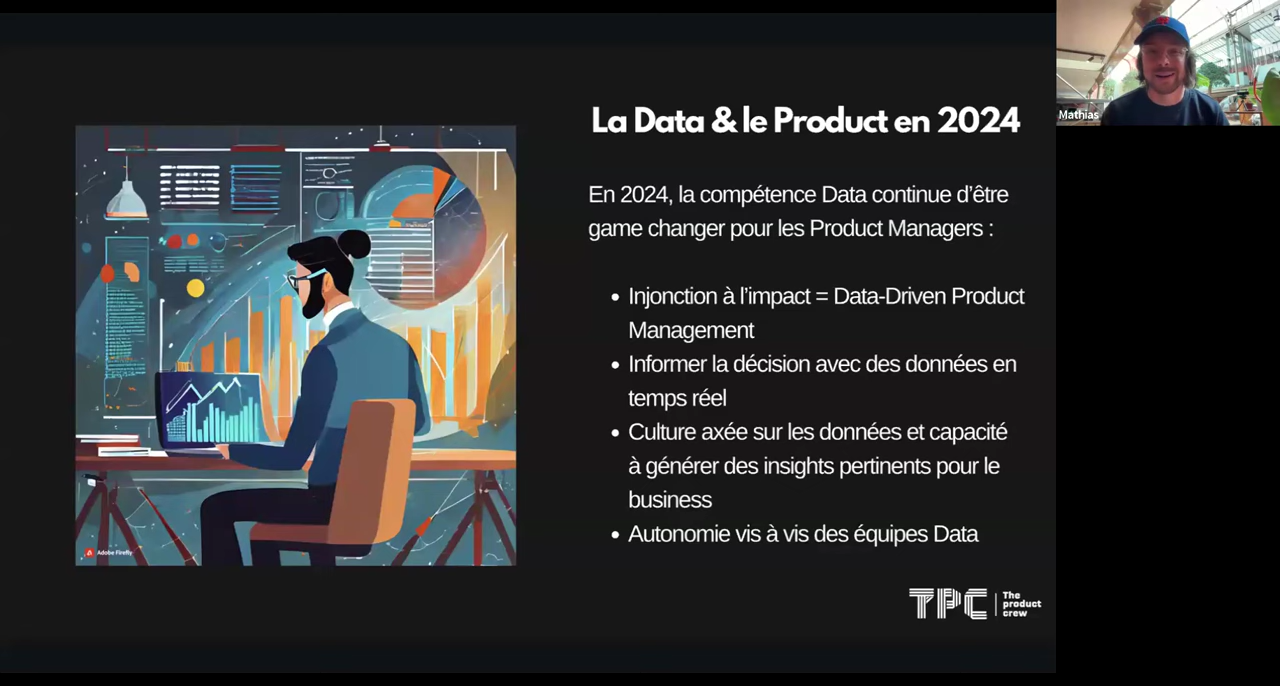 La Data & le Product en 2024
En 2024, la compétence Data continue d’être
game changer pour les Product Managers :
Injonction à l’impact = Data-Driven Product
Management
Informer la décision avec des données en
temps réel
Culture axée sur les données et capacité
à générer des insights pertinents pour le
business
Autonomie vis à vis des équipes Data
Adobe Firefly
TPC
The
product
crew
Mathias